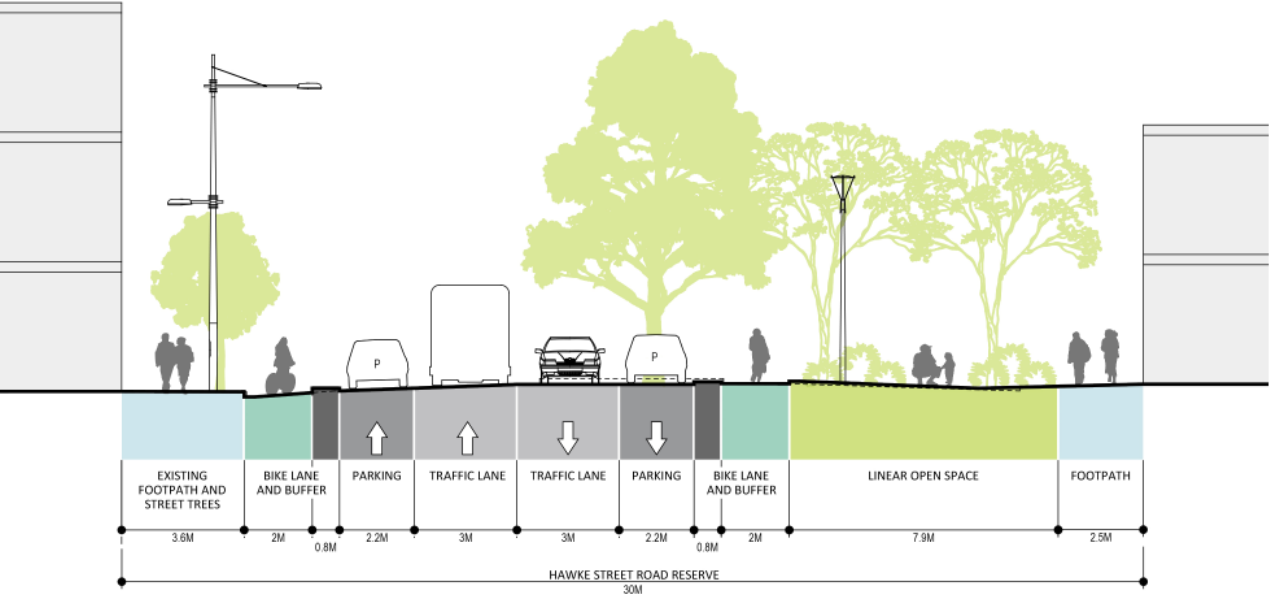 P
P
EXISTING
FOOTPATH AND
STREET TREES
BIKE LANE
AND BUFFER
PARKING
TRAFFIC LANE
TRAFFIC LANE
PARKING
BIKE LANE
AND BUFFER
LINEAR OPEN SPACE
FOOTPATH
3.6M
2M
0.8M
2.2M
3M
3M
2.2M
0.8M
2M
7.9M
2.5M
HAWKE STREET ROAD RESERVE
30M